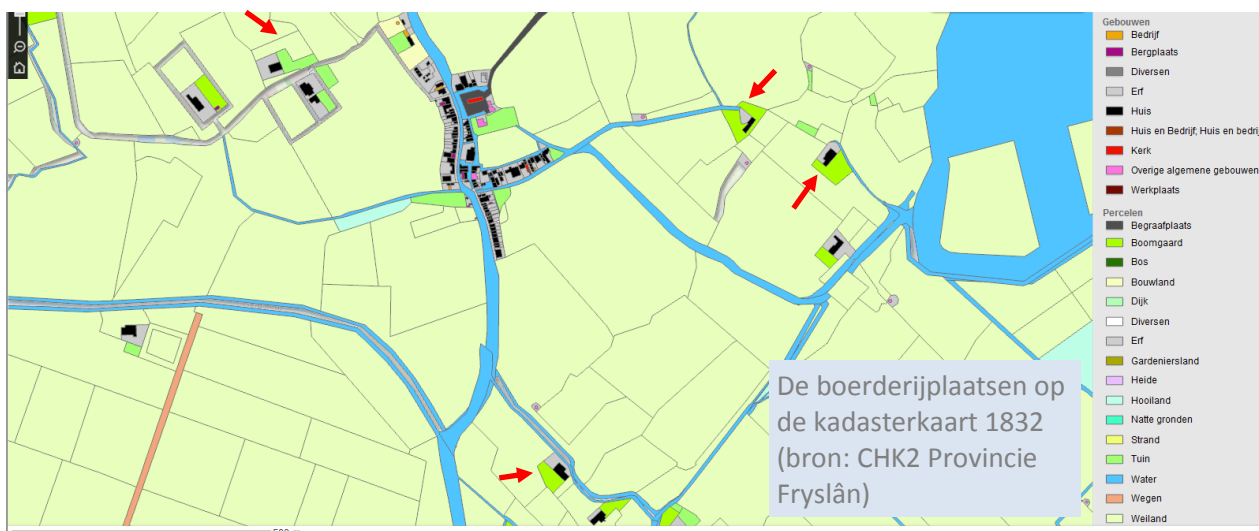 Gebouwen
Bedrijf
Bergplaats
Diversen
Erf
Huis
Huis en Bedrijf; Huis en bedrij
Kerk
Overige algemene gebouwen
Werkplaats
Percelen
Begraafplaats
Boomgaard
Bos
Bouwland
Dijk
Diversen
Erf
Gardeniersland
Heide
Hooiland
Natte gronden
Strand
Tuin
Water
Wegen
Weiland
De boerderijplaatsen op
de kadasterkaart 1832
(bron: CHK2 Provincie
Fryslân)